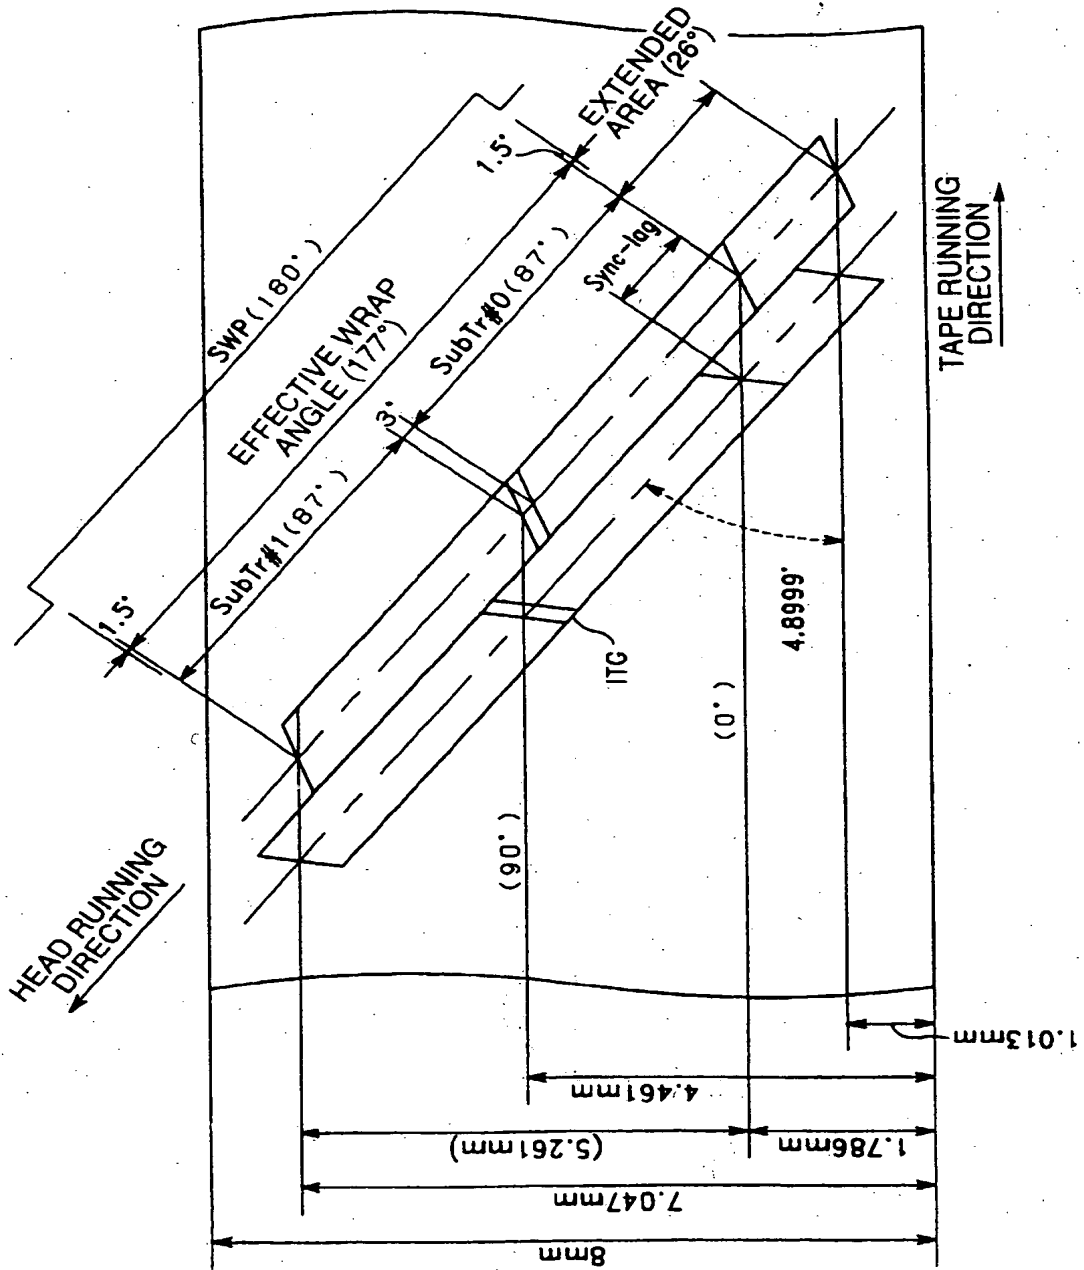 EXTENDED
AREA (26°)
1.5°
SWP(180°)
EFFECTIVE WRAP
ANGLE (177°)
SubTr#0(87°)
Sync-lag
3°
SubTr#1(87°)
1.5°
TAPE RUNNING
DIRECTION
4.8999°
ITG
(0°)
(90°)
HEAD RUNNING
DIRECTION
1.013mm
4.461mm
(5.261mm)
1.786mm
7.047mm
8mm